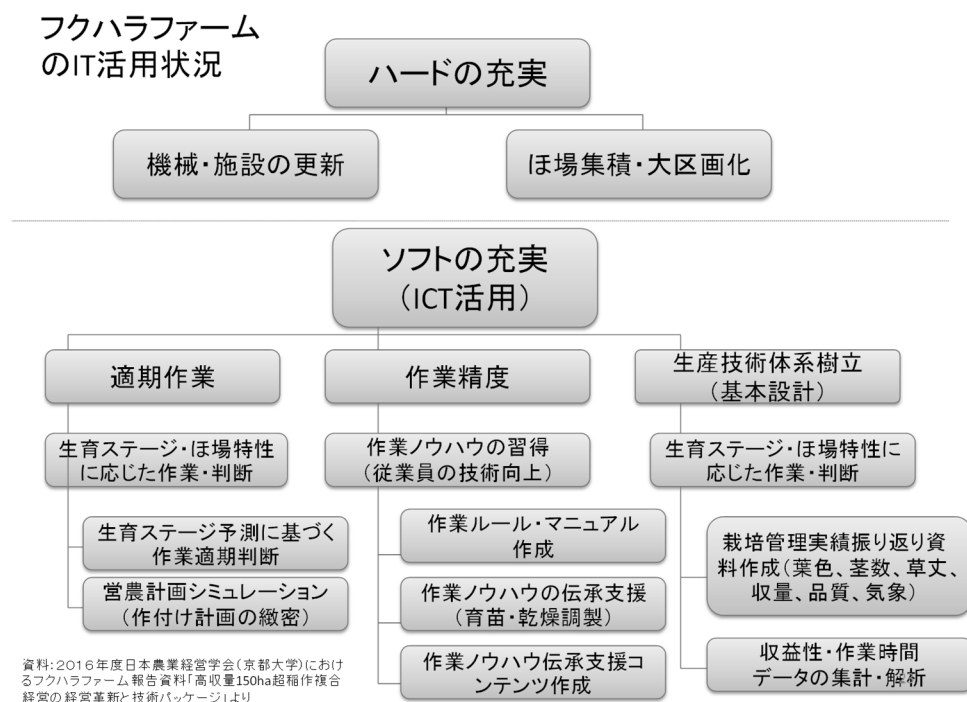 フクハラファーム
のIT活用状況
ハードの充実
機械・施設の更新
ほ場集積・大区画化
ソフトの充実
（ICT活用）
適期作業
作業精度
生産技術体系樹立
（基本設計）
生育ステージ・ほ場特性
に応じた作業・判断
作業ノウハウの習得
（従業員の技術向上）
生育ステージ・ほ場特性に
応じた作業・判断
生育ステージ予測に基づく
作業適期判断
営農計画シミュレーション
（作付け計画の緻密）
作業ルール・マニュアル
作成
作業ノウハウの伝承支援
（育苗・乾燥調製）
作業ノウハウ伝承支援コ
ンテンツ作成
栽培管理実績振り返り資
料作成（葉色、茎数、草丈、
収量、品質、気象）
収益性・作業時間
データの集計・解析
資料：２０１６年度日本農業経営学会（京都大学）におけ
るフクハラファーム報告資料「高収量150ha超稲作複合
経営の経営革新と技術パッケージ」より